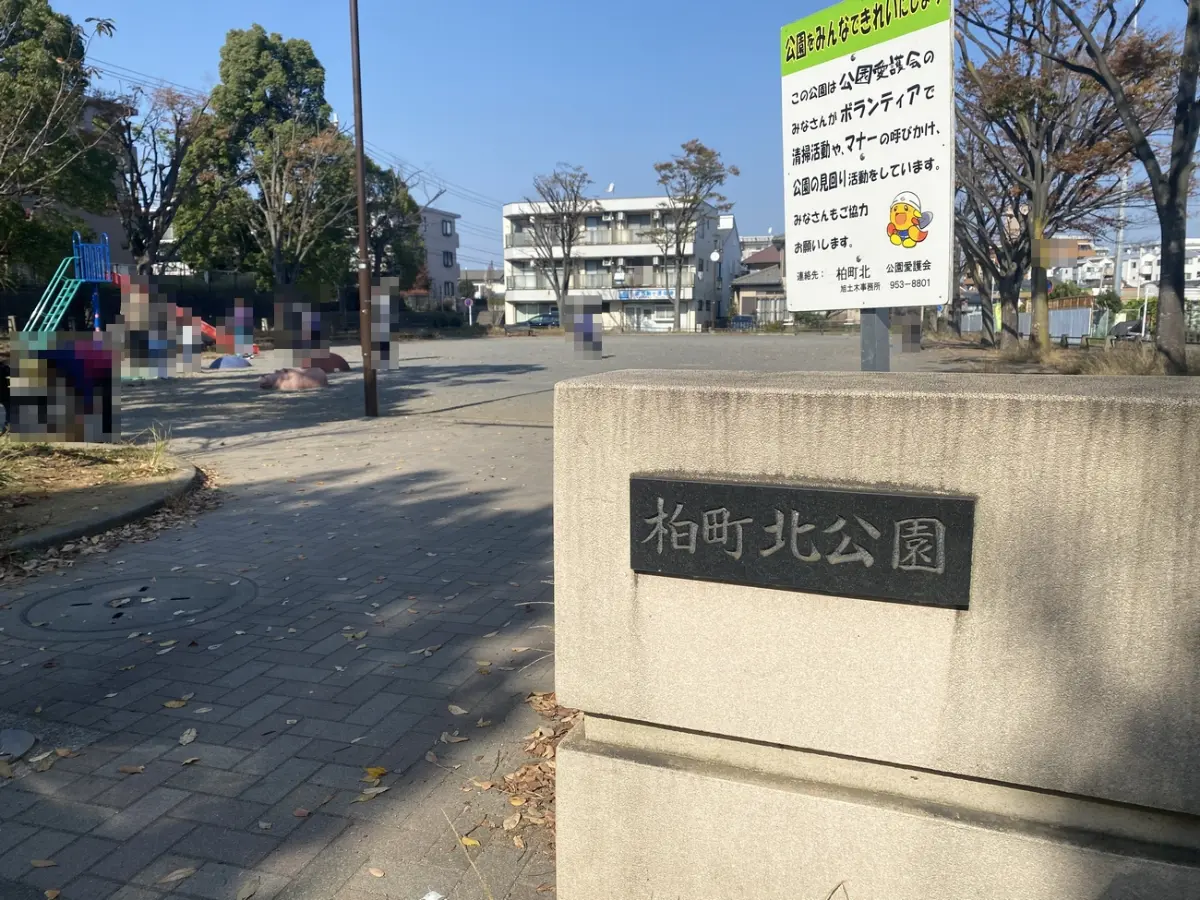 公園をみんなできれいにします
この公園は公園愛護会の
みなさんがボランティアで
清掃活動や、マナーの呼びかけ、
公園の見回り活動をしています。
みなさんもご協力
お願いします。
連絡先： 柏町北 公園愛護会
旭土木事務所 953-8801
柏町北公園